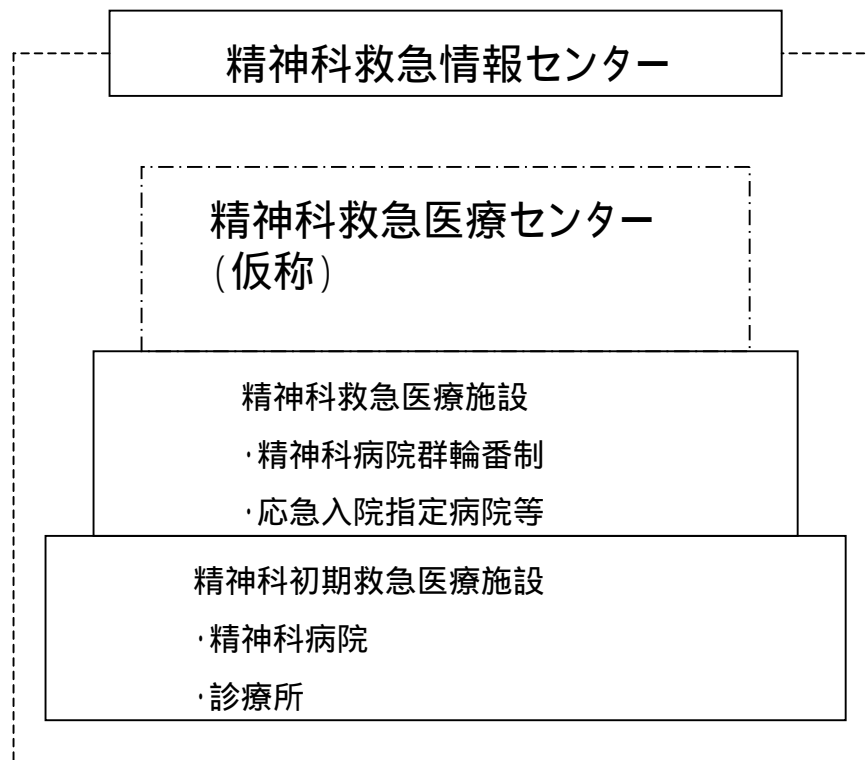 精神科救急情報センター
精神科救急医療センター
(仮称)
精神科救急医療施設
・精神科病院群輪番制
・応急入院指定病院等
精神科初期救急医療施設
・精神科病院
・診療所